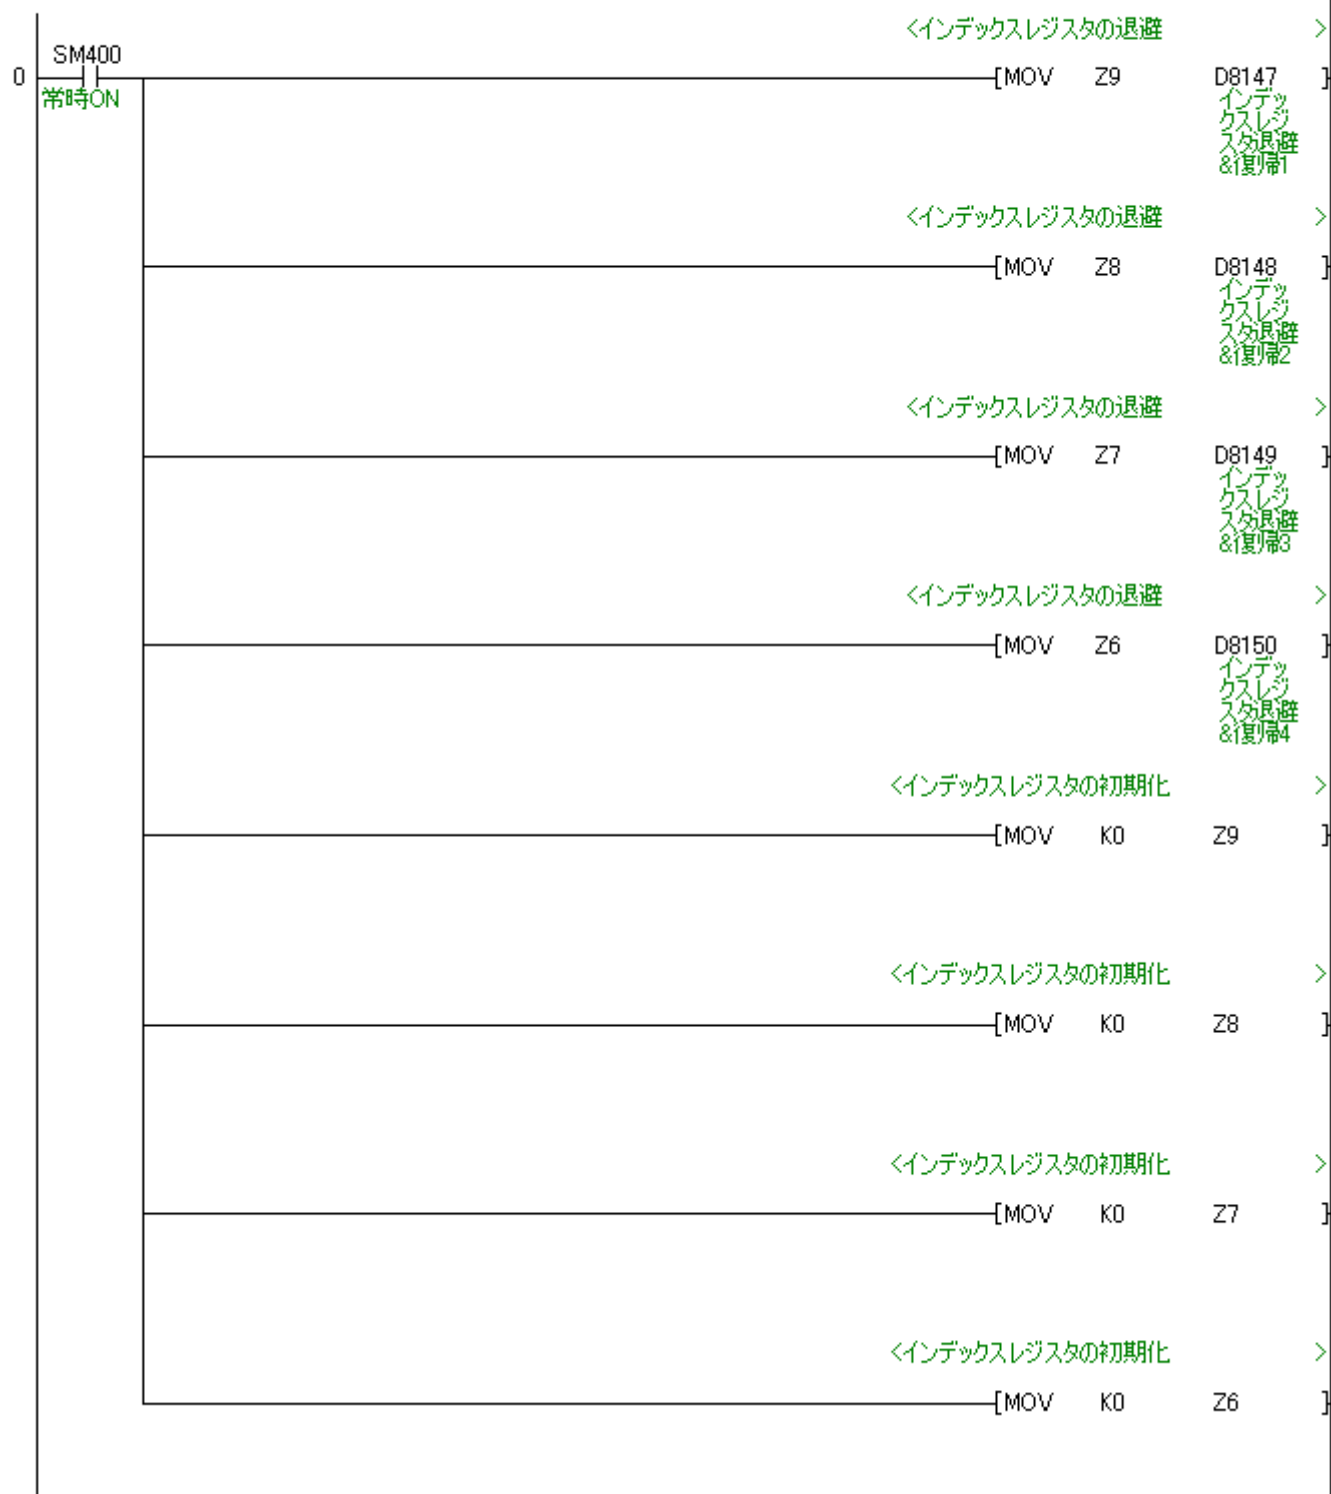 <インデックスレジスタの退避 >
SM400
0 [MOV Z9 D8147 ]
常時ON
インデッ
クスレジ
スタ退避
&復帰1
<インデックスレジスタの退避 >
[MOV Z8 D8148 ]
インデッ
クスレジ
スタ退避
&復帰2
<インデックスレジスタの退避 >
[MOV Z7 D8149 ]
インデッ
クスレジ
スタ退避
&復帰3
<インデックスレジスタの退避 >
[MOV Z6 D8150 ]
インデッ
クスレジ
スタ退避
&復帰4
<インデックスレジスタの初期化 >
[MOV K0 Z9 ]
<インデックスレジスタの初期化 >
[MOV K0 Z8 ]
<インデックスレジスタの初期化 >
[MOV K0 Z7 ]
<インデックスレジスタの初期化 >
[MOV K0 Z6 ]